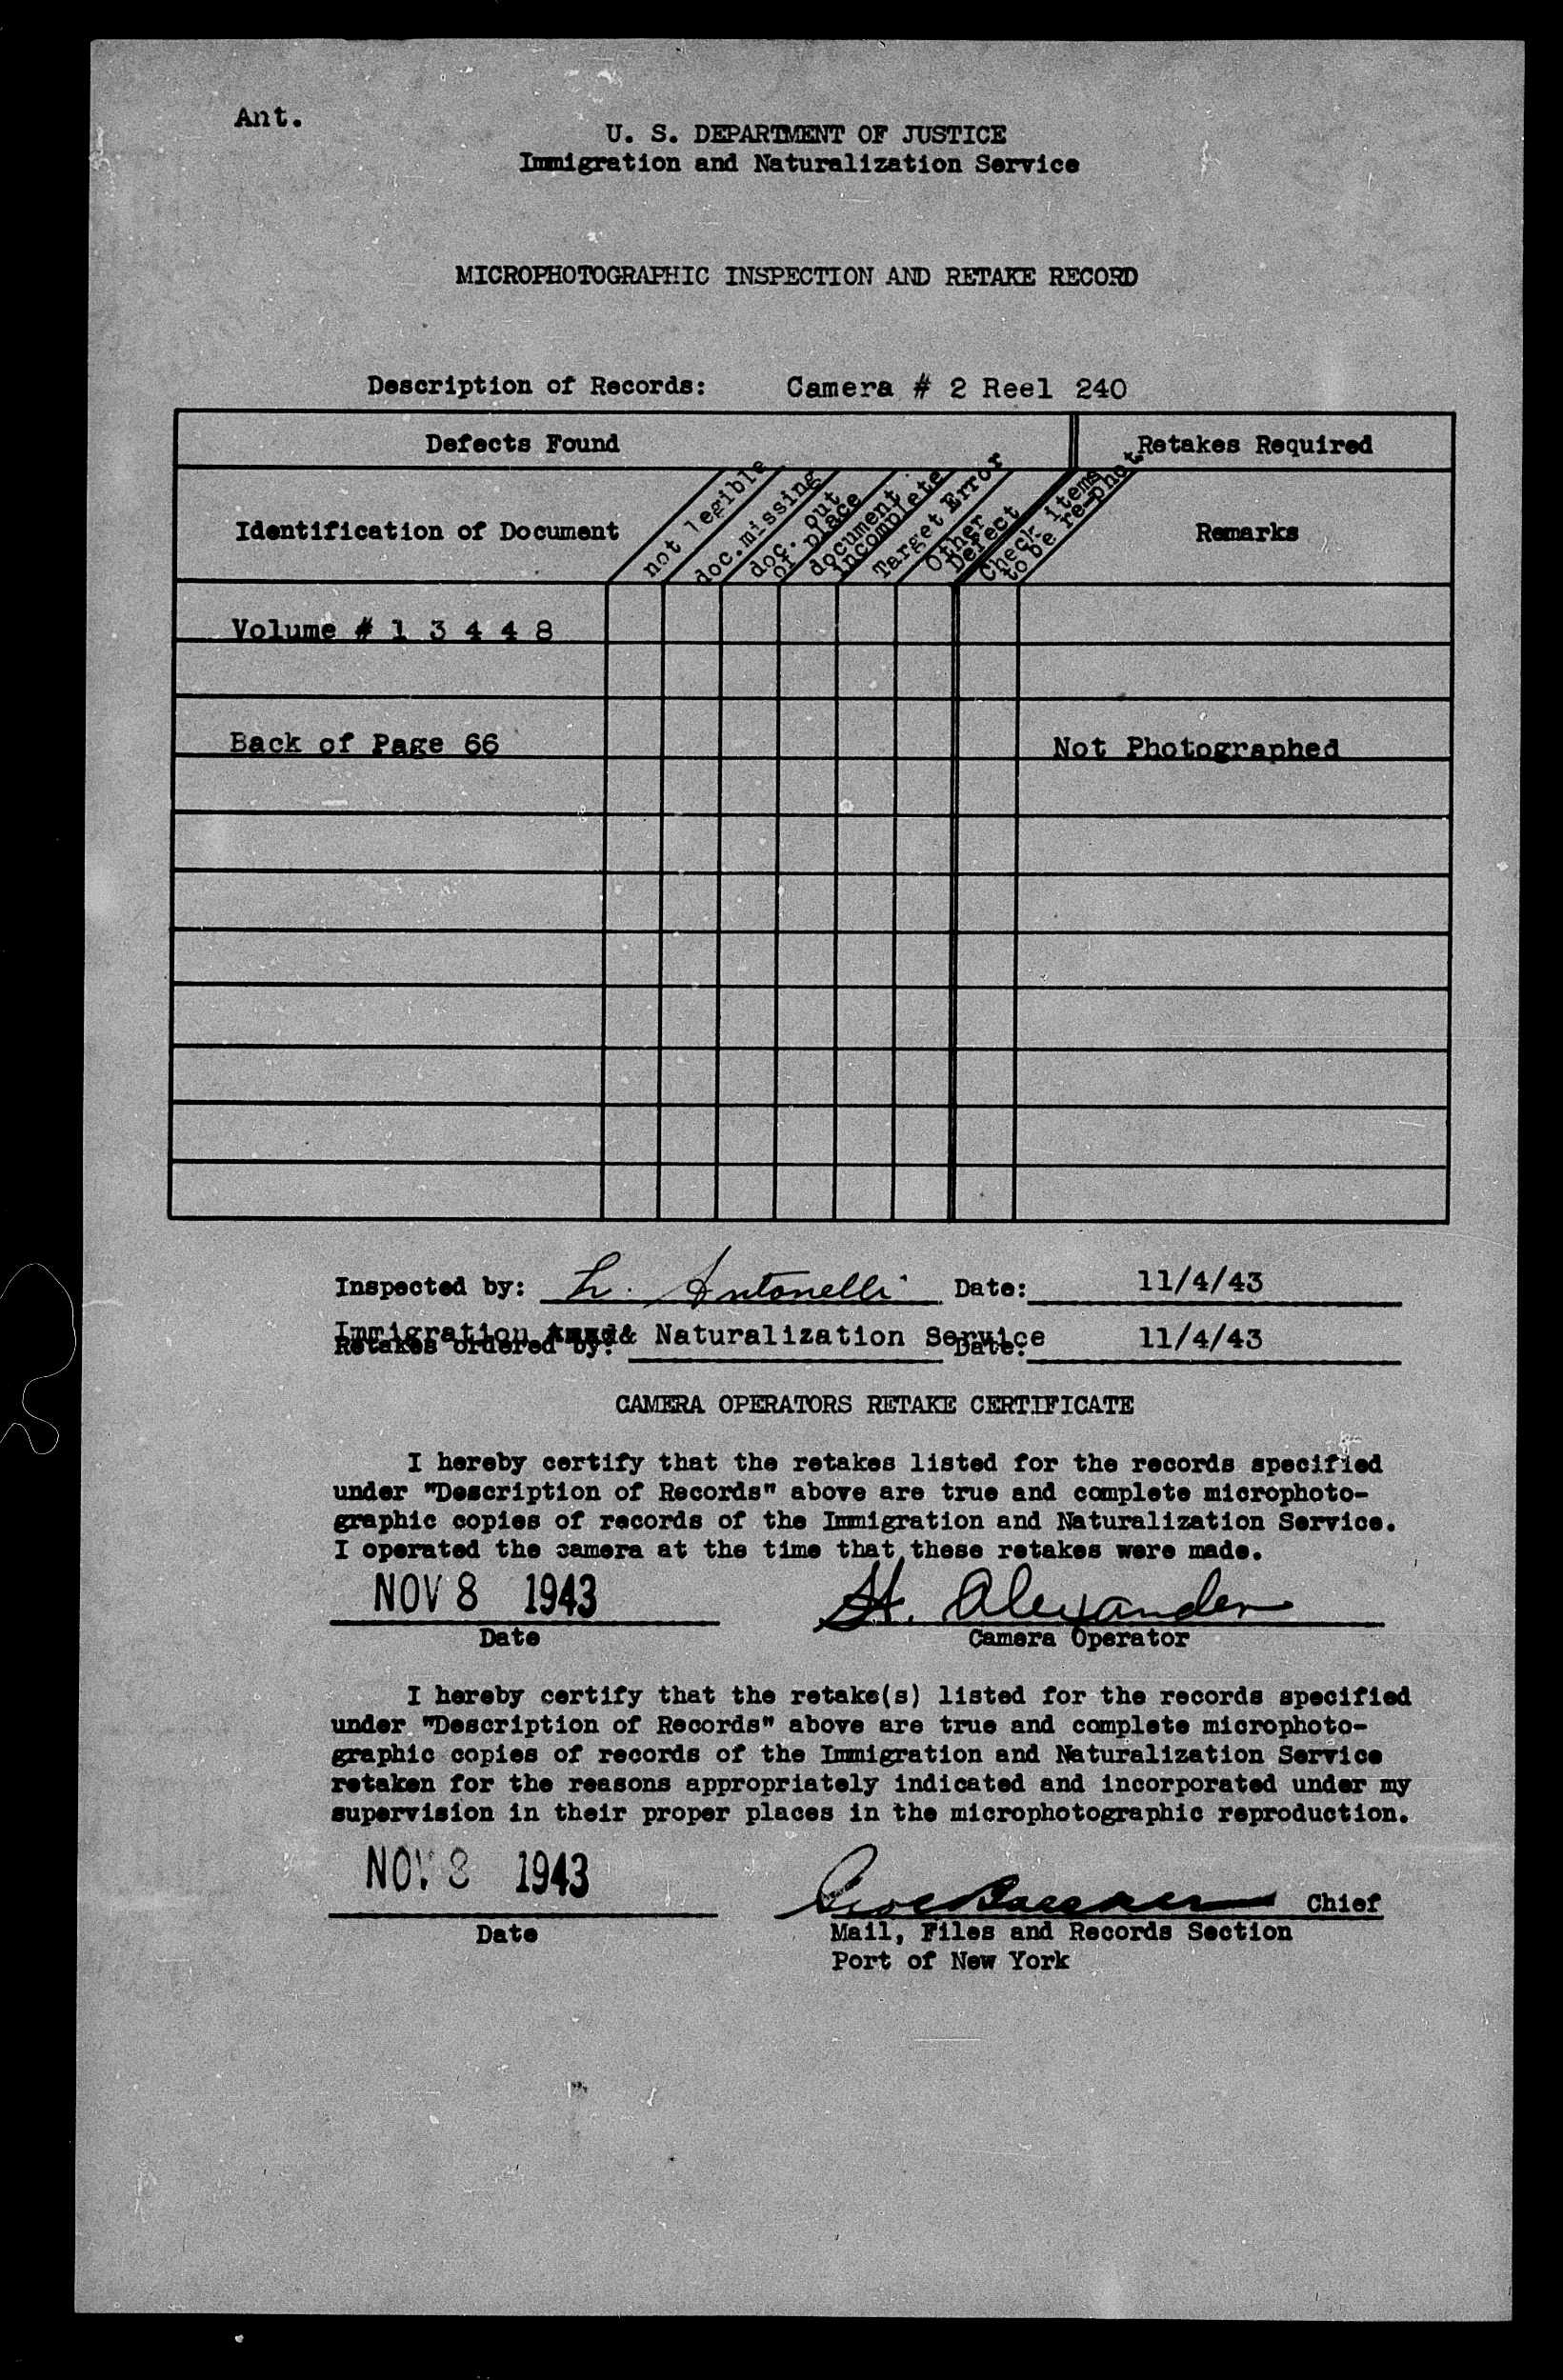 Ant.
U. S. DEPARTMENT OF JUSTICE
Immigration and Naturalization Service
MICROPHOTOGRAPHIC INSPECTION AND RETAKE RECORD
Description of Records: Camera # 2 Reel 240
Defects Found
Retakes Required
Identification of Document
not legible
doc.missing
doc. out
of place
document
incomplete
Target Error
Other
Defect
Check items
to be re-phot.
Remarks
Volume # 1 3 4 4 8
Back of Page 66
Not Photographed
Inspected by: L. Antonelli Date: 11/4/43
Immigration & Naturalization Service 11/4/43
Retakes ordered by: Date:
CAMERA OPERATORS RETAKE CERTIFICATE
I hereby certify that the retakes listed for the records specified
under "Description of Records" above are true and complete microphoto-
graphic copies of records of the Immigration and Naturalization Service.
I operated the camera at the time that these retakes were made.
NOV 8 1943 H. Alexander
Date Camera Operator
I hereby certify that the retake(s) listed for the records specified
under "Description of Records" above are true and complete microphoto-
graphic copies of records of the Immigration and Naturalization Service
retaken for the reasons appropriately indicated and incorporated under my
supervision in their proper places in the microphotographic reproduction.
NOV 8 1943 Chief
Date Mail, Files and Records Section
Port of New York